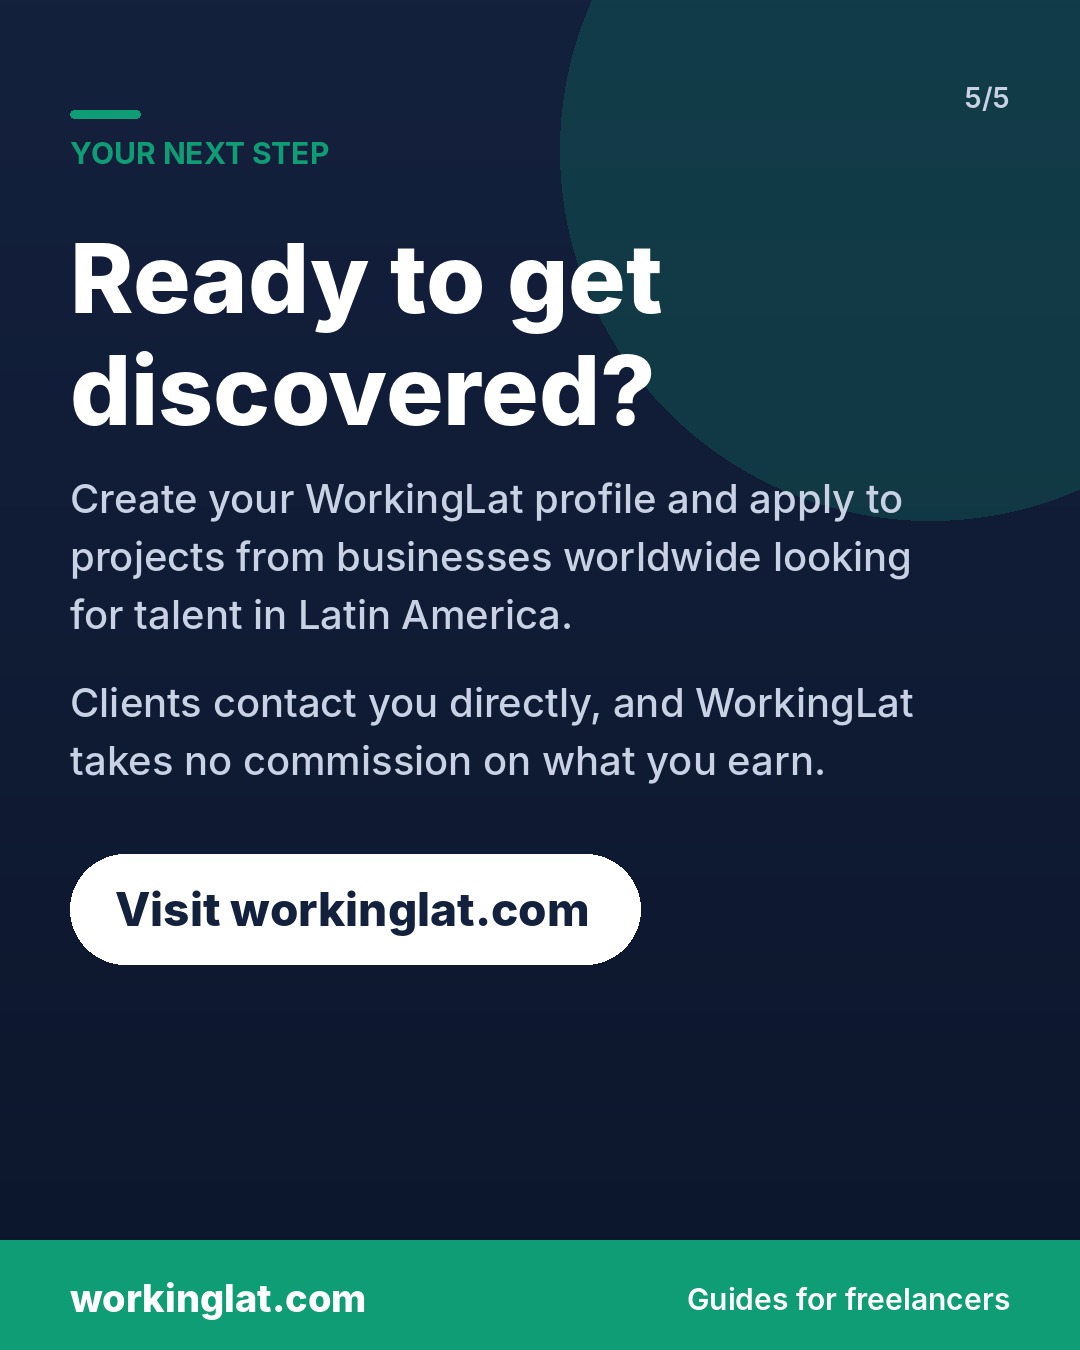 5/5
YOUR NEXT STEP
Ready to get
discovered?
Create your WorkingLat profile and apply to
projects from businesses worldwide looking
for talent in Latin America.
Clients contact you directly, and WorkingLat
takes no commission on what you earn.
Visit workinglat.com
workinglat.com
Guides for freelancers